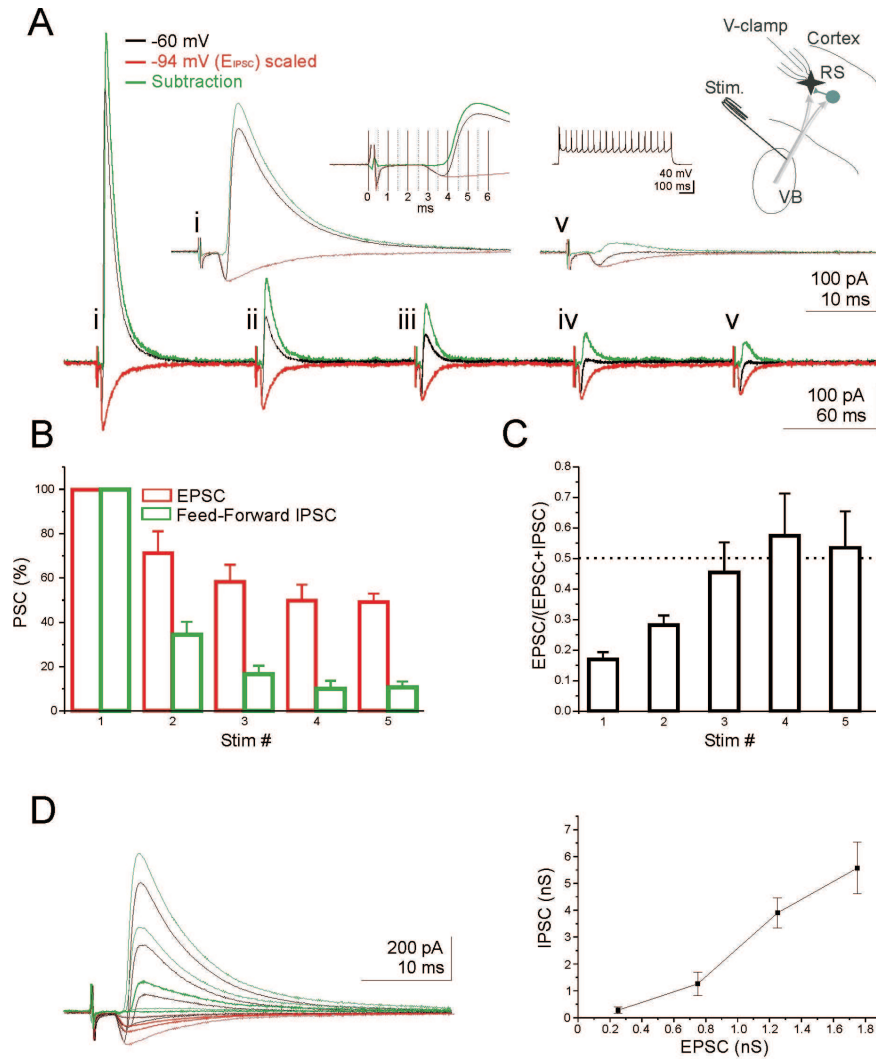 A
-60 mV
-94 mV (EIPSC) scaled
Subtraction
V-clamp
Cortex
RS
Stim.
VB
40 mV
100 ms
0 1 2 3 4 5 6
ms
i
v
100 pA
10 ms
i
ii
iii
iv
v
100 pA
60 ms
B
EPSC
Feed-Forward IPSC
PSC (%)
100
80
60
40
20
0
1 2 3 4 5
Stim #
C
EPSC/(EPSC+IPSC)
0.8
0.7
0.6
0.5
0.4
0.3
0.2
0.1
0.0
1 2 3 4 5
Stim #
D
200 pA
10 ms
IPSC (nS)
7
6
5
4
3
2
1
0
0.0 0.2 0.4 0.6 0.8 1.0 1.2 1.4 1.6 1.8
EPSC (nS)